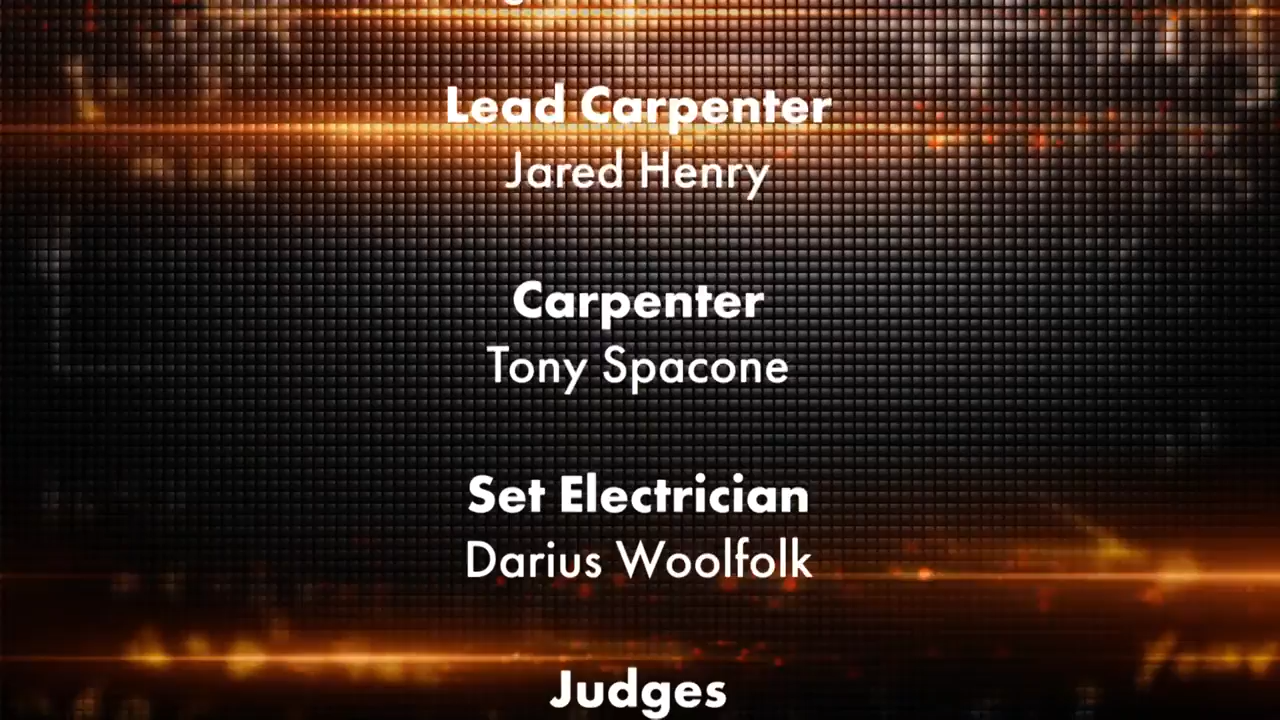 Lead Carpenter
Jared Henry
Carpenter
Tony Spacone
Set Electrician
Darius Woolfolk
Judges